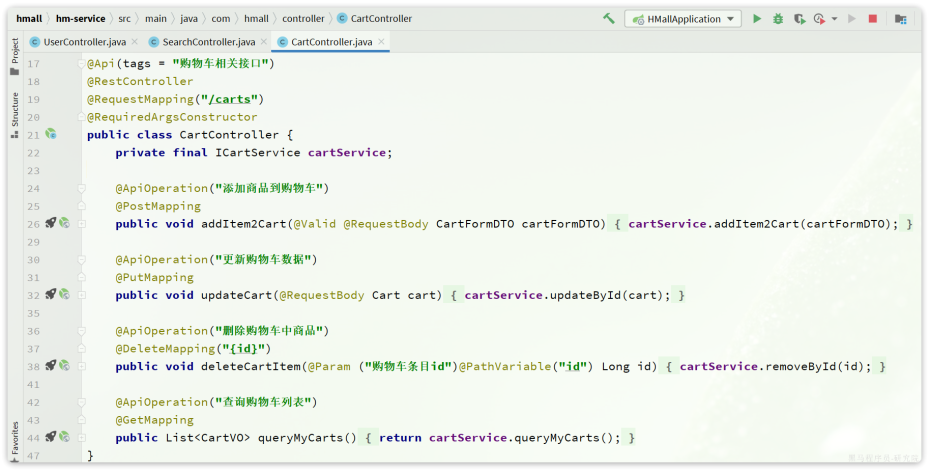 hmall > hm-service > src > main > java > com > hmall > controller > CartController
HMallApplication
UserController.java
SearchController.java
CartController.java
Project
Structure
Favorites
17 @Api(tags = "购物车相关接口")
18 @RestController
19 @RequestMapping("/carts")
20 @RequiredArgsConstructor
21 public class CartController {
22 private final ICartService cartService;
23
24 @ApiOperation("添加商品到购物车")
25 @PostMapping
26 public void addItem2Cart(@Valid @RequestBody CartFormDTO cartFormDTO) { cartService.addItem2Cart(cartFormDTO); }
29
30 @ApiOperation("更新购物车数据")
31 @PutMapping
32 public void updateCart(@RequestBody Cart cart) { cartService.updateById(cart); }
35
36 @ApiOperation("删除购物车中商品")
37 @DeleteMapping("{id}")
38 public void deleteCartItem(@Param ("购物车条目id")@PathVariable("id") Long id) { cartService.removeById(id); }
41
42 @ApiOperation("查询购物车列表")
43 @GetMapping
44 public List<CartVO> queryMyCarts() { return cartService.queryMyCarts(); }
47 }